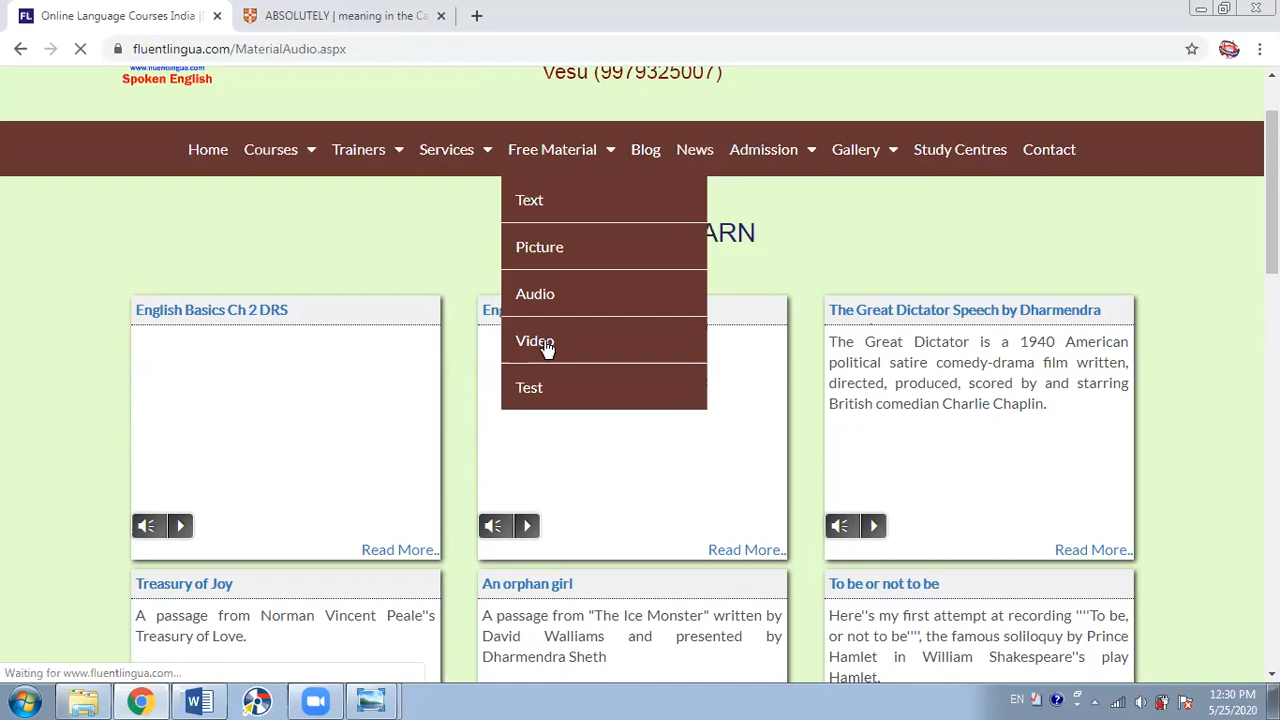 Online Language Courses India | T
ABSOLUTELY | meaning in the Ca
fluentlingua.com/MaterialAudio.aspx
www.fluentlingua.com
Spoken English
Vesu (9979325007)
Home
Courses
Trainers
Services
Free Material
Blog
News
Admission
Gallery
Study Centres
Contact
Text
Picture
Audio
Video
Test
ARN
English Basics Ch 2 DRS
Eng
The Great Dictator Speech by Dharmendra
The Great Dictator is a 1940 American
political satire comedy-drama film written,
directed, produced, scored by and starring
British comedian Charlie Chaplin.
Read More..
Read More..
Read More..
Treasury of Joy
A passage from Norman Vincent Peale''s
Treasury of Love.
An orphan girl
A passage from "The Ice Monster" written by
David Walliams and presented by
Dharmendra Sheth
To be or not to be
Here''s my first attempt at recording ''''To be,
or not to be'''', the famous soliloquy by Prince
Hamlet in William Shakespeare''s play
Hamlet.
Waiting for www.fluentlingua.com...
EN
12:30 PM
5/25/2020